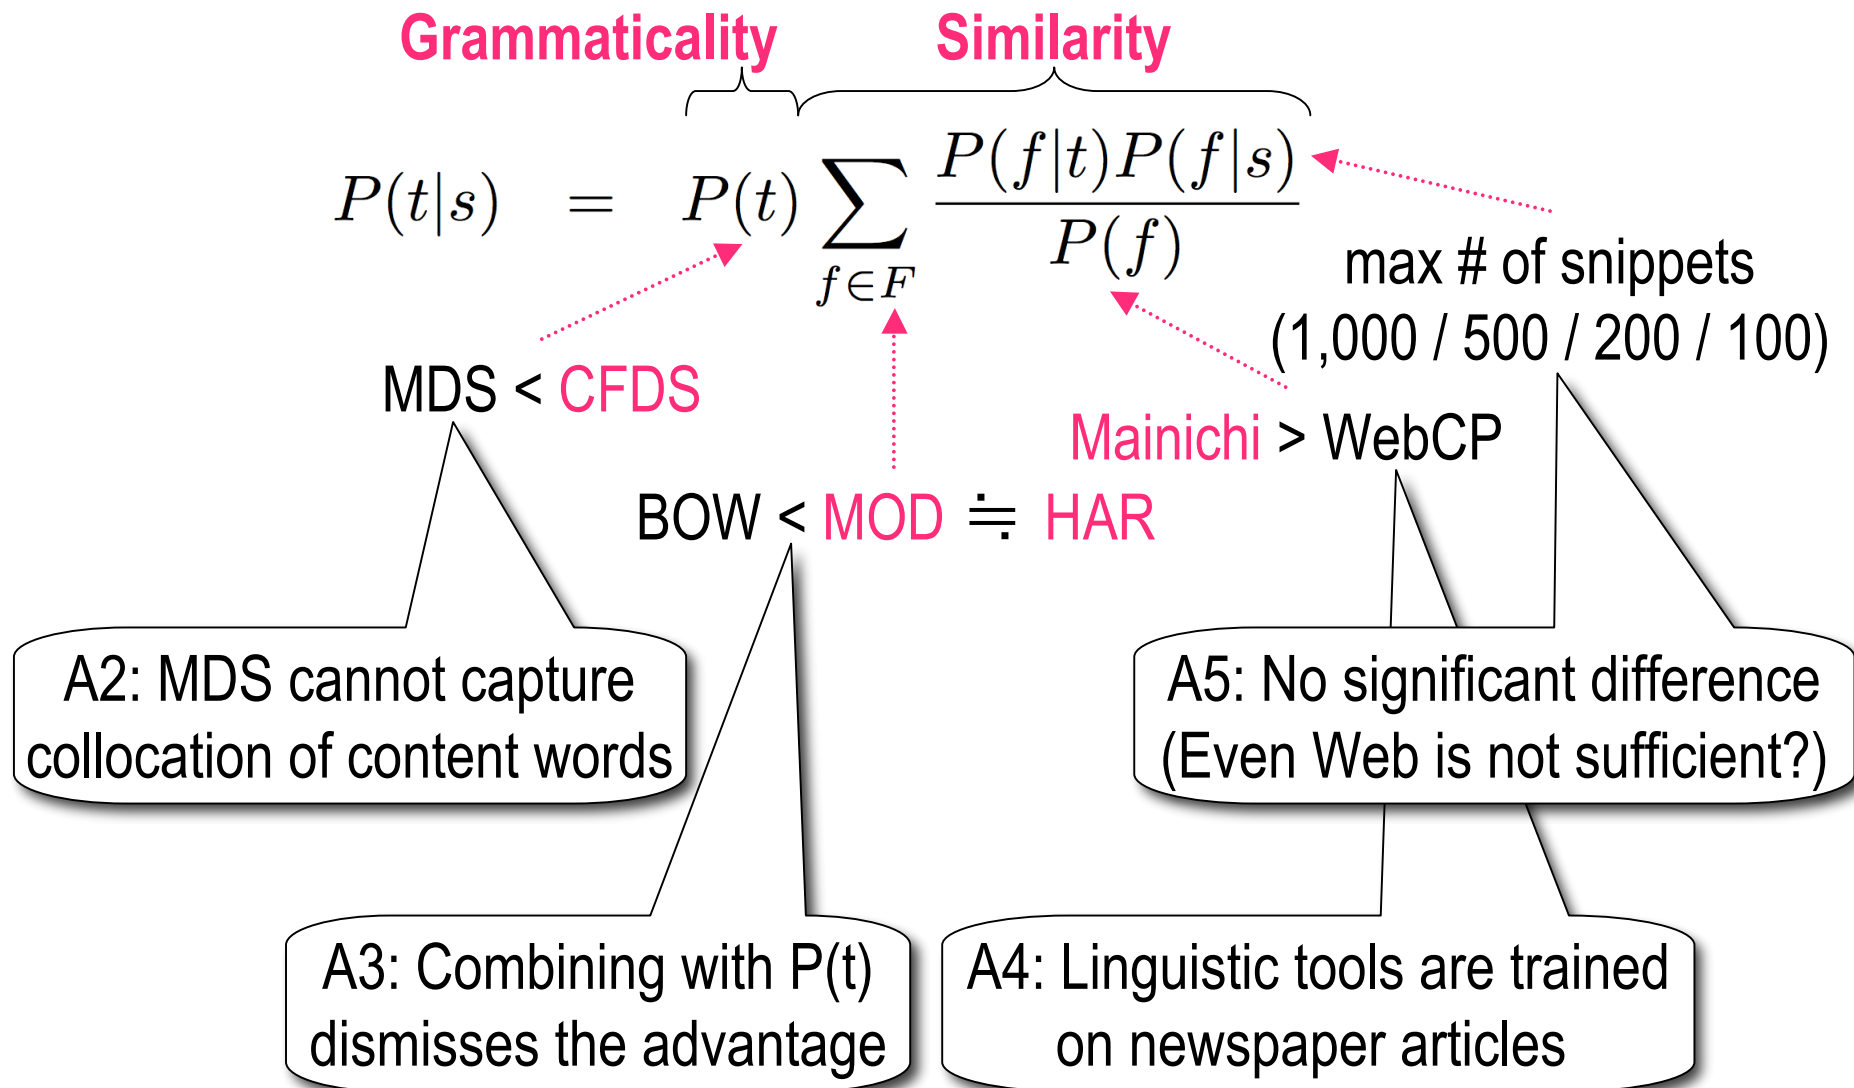 Grammaticality Similarity
P(t|s) = P(t) ∑_{f∈F} P(f|t)P(f|s) / P(f)
max # of snippets
(1,000 / 500 / 200 / 100)
MDS < CFDS
Mainichi > WebCP
BOW < MOD ≒ HAR
A2: MDS cannot capture
collocation of content words
A5: No significant difference
(Even Web is not sufficient?)
A3: Combining with P(t)
dismisses the advantage
A4: Linguistic tools are trained
on newspaper articles